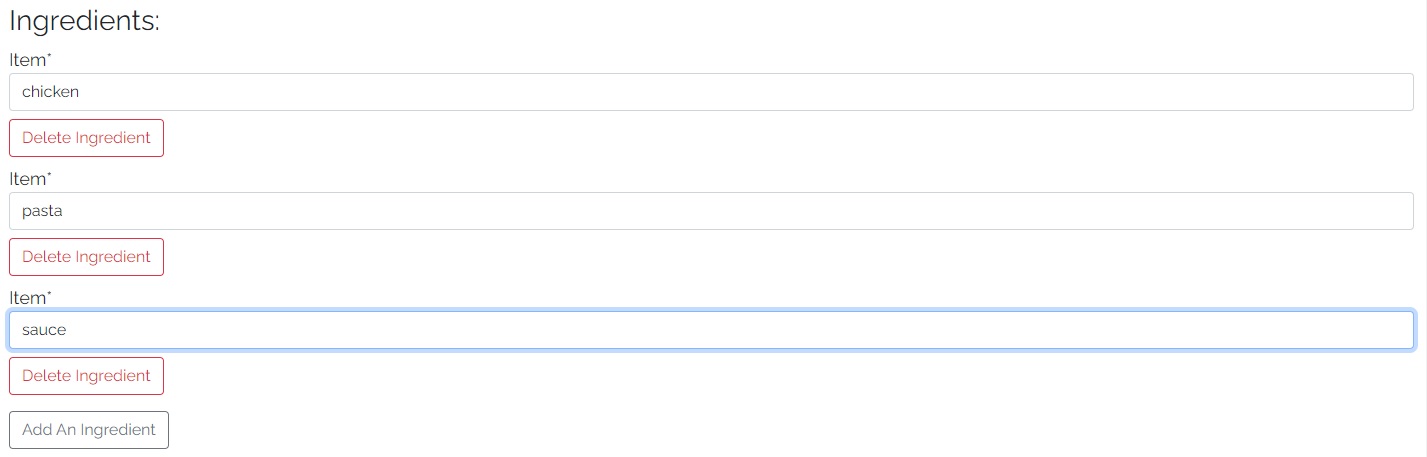 Ingredients:
Item*
chicken
Delete Ingredient
Item*
pasta
Delete Ingredient
Item*
sauce
Delete Ingredient
Add An Ingredient